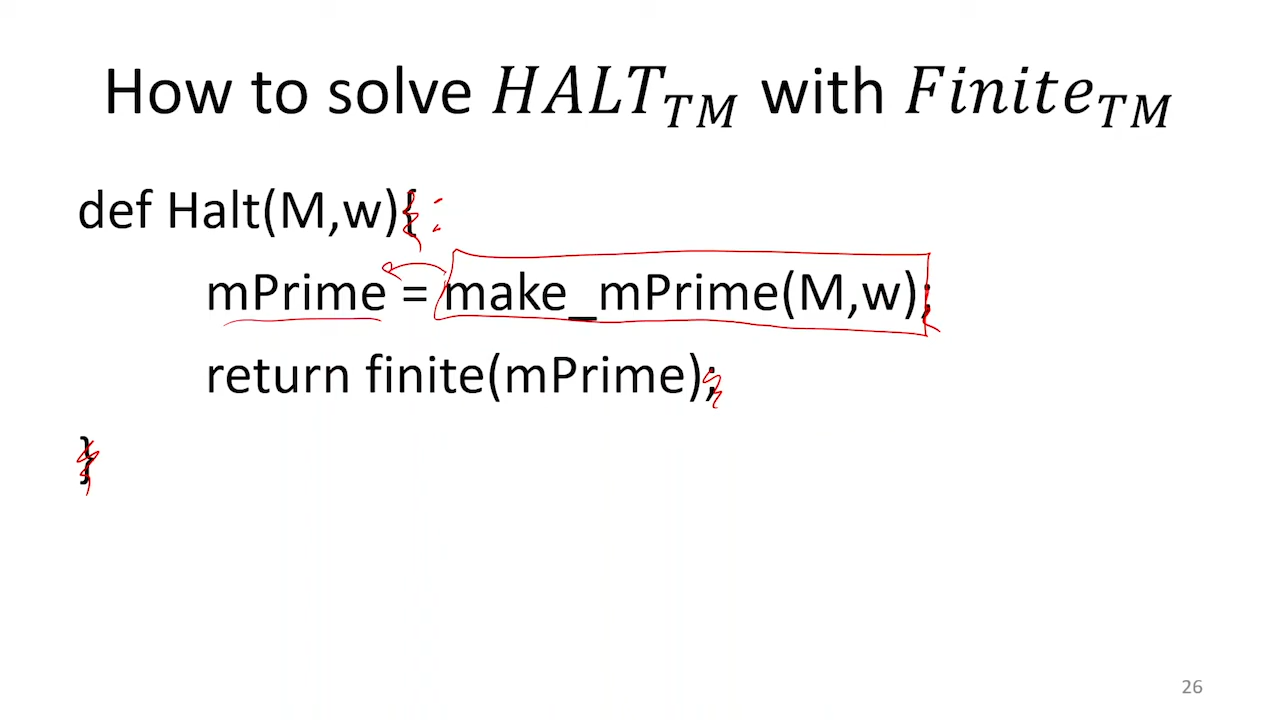 How to solve HALT_TM with Finite_TM
def Halt(M,w){ :
mPrime = make_mPrime(M,w);
return finite(mPrime);
}
26